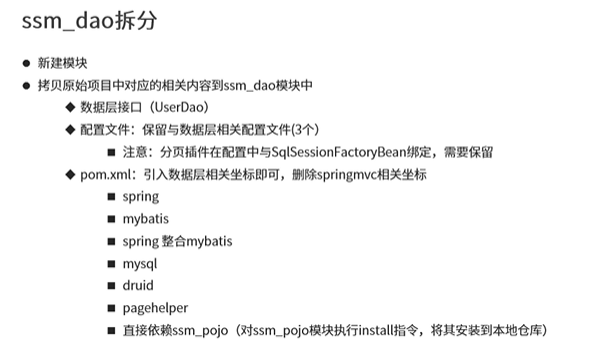 ssm_dao拆分
● 新建模块
● 拷贝原始项目中对应的相关内容到ssm_dao模块中
◆ 数据层接口（UserDao）
◆ 配置文件：保留与数据层相关配置文件(3个）
■ 注意：分页插件在配置中与SqlSessionFactoryBean绑定，需要保留
◆ pom.xml：引入数据层相关坐标即可，删除springmvc相关坐标
■ spring
■ mybatis
■ spring 整合mybatis
■ mysql
■ druid
■ pagehelper
■ 直接依赖ssm_pojo（对ssm_pojo模块执行install指令，将其安装到本地仓库）